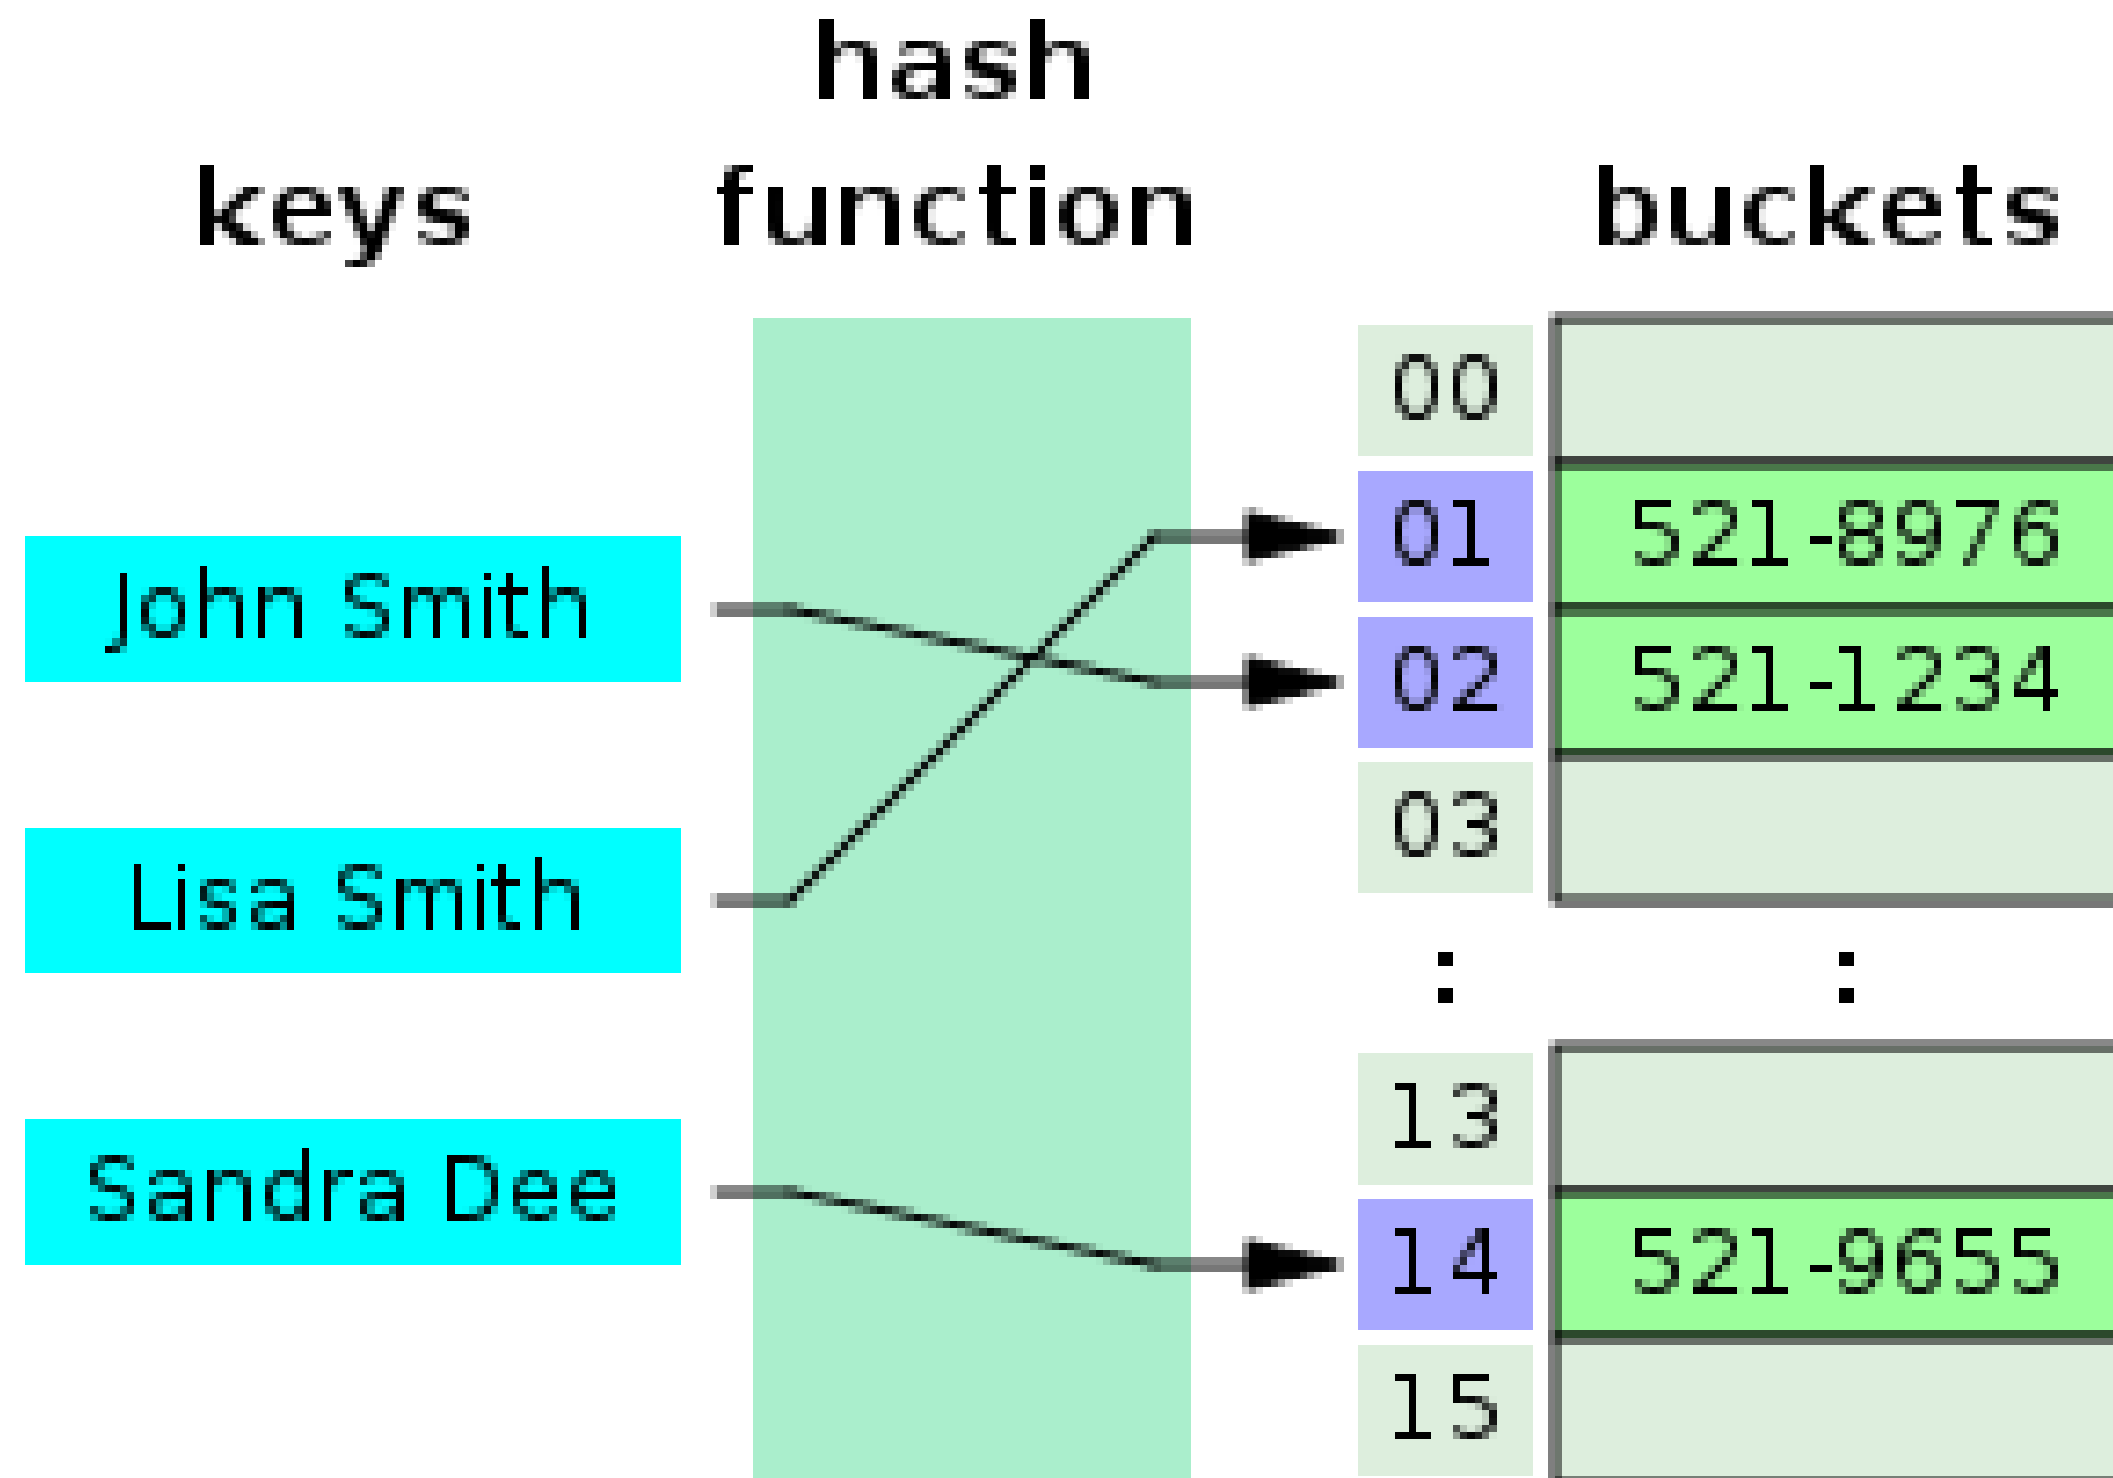 hash
keys function buckets
00
01 521-8976
John Smith
02 521-1234
03
Lisa Smith
:
:
13
Sandra Dee
14 521-9655
15